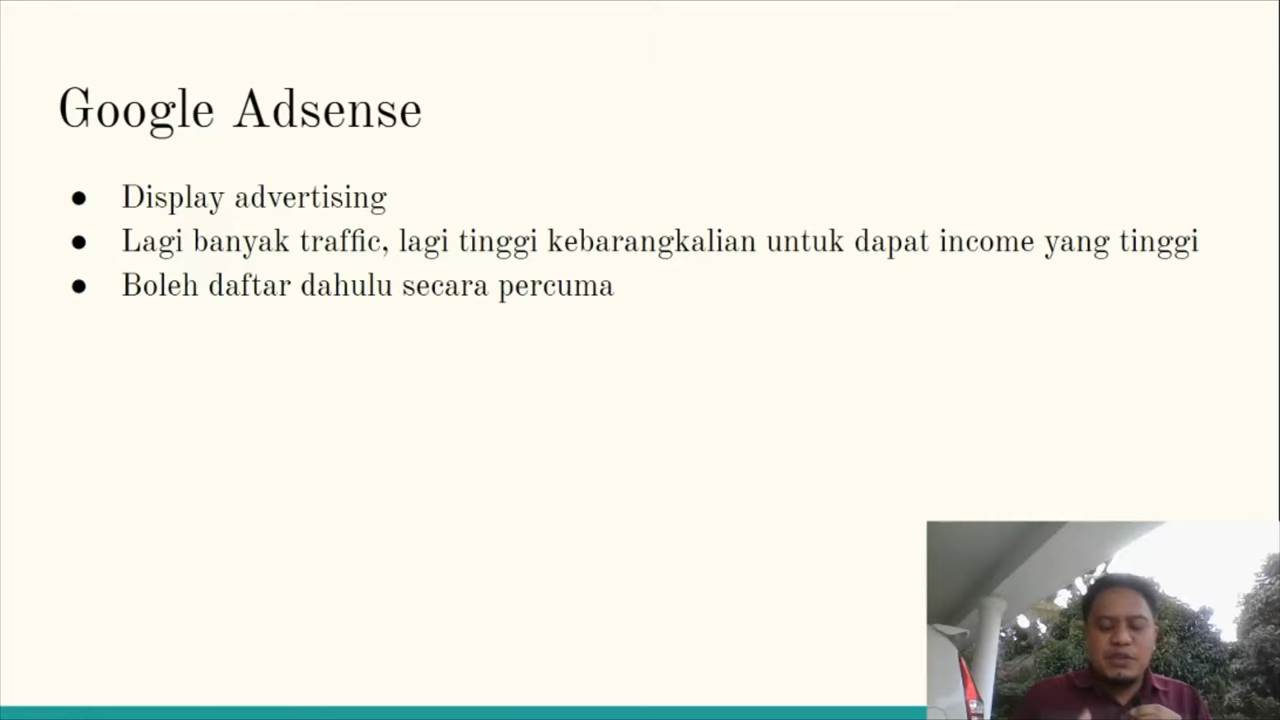 Google Adsense
Display advertising
Lagi banyak traffic, lagi tinggi kebarangkalian untuk dapat income yang tinggi
Boleh daftar dahulu secara percuma